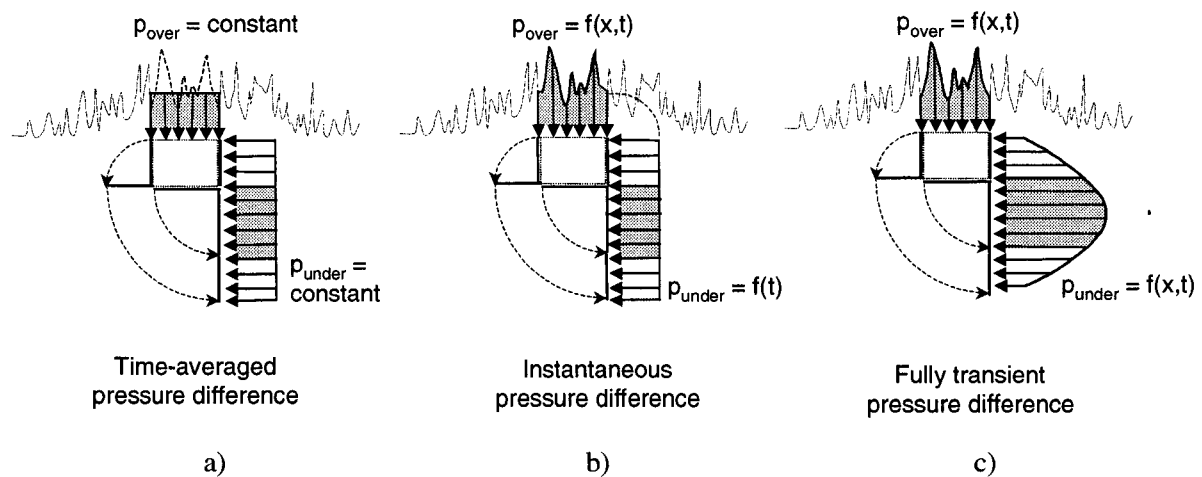 p_over = constant
p_over = f(x,t)
p_over = f(x,t)
p_under =
constant
p_under = f(t)
p_under = f(x,t)
Time-averaged
pressure difference
Instantaneous
pressure difference
Fully transient
pressure difference
a)
b)
c)